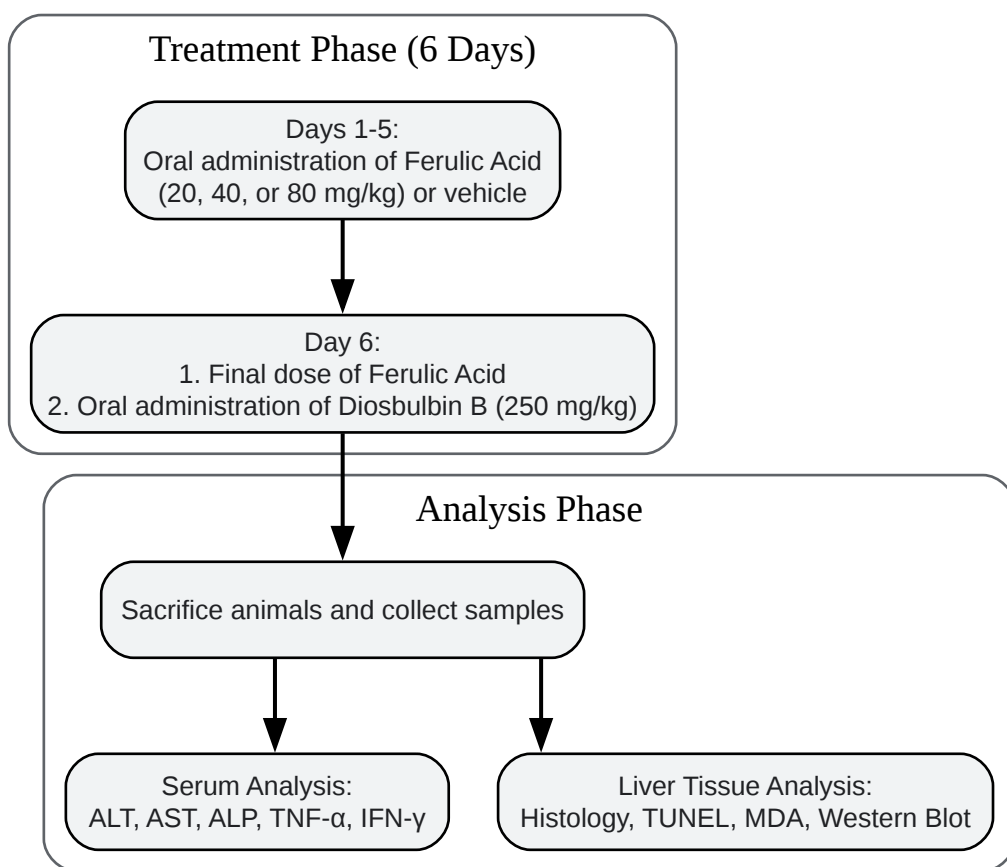 Treatment Phase (6 Days)
Days 1-5:
Oral administration of Ferulic Acid
(20, 40, or 80 mg/kg) or vehicle
Day 6:
1. Final dose of Ferulic Acid
2. Oral administration of Diosbulbin B (250 mg/kg)
Analysis Phase
Sacrifice animals and collect samples
Serum Analysis:
ALT, AST, ALP, TNF-α, IFN-γ
Liver Tissue Analysis:
Histology, TUNEL, MDA, Western Blot